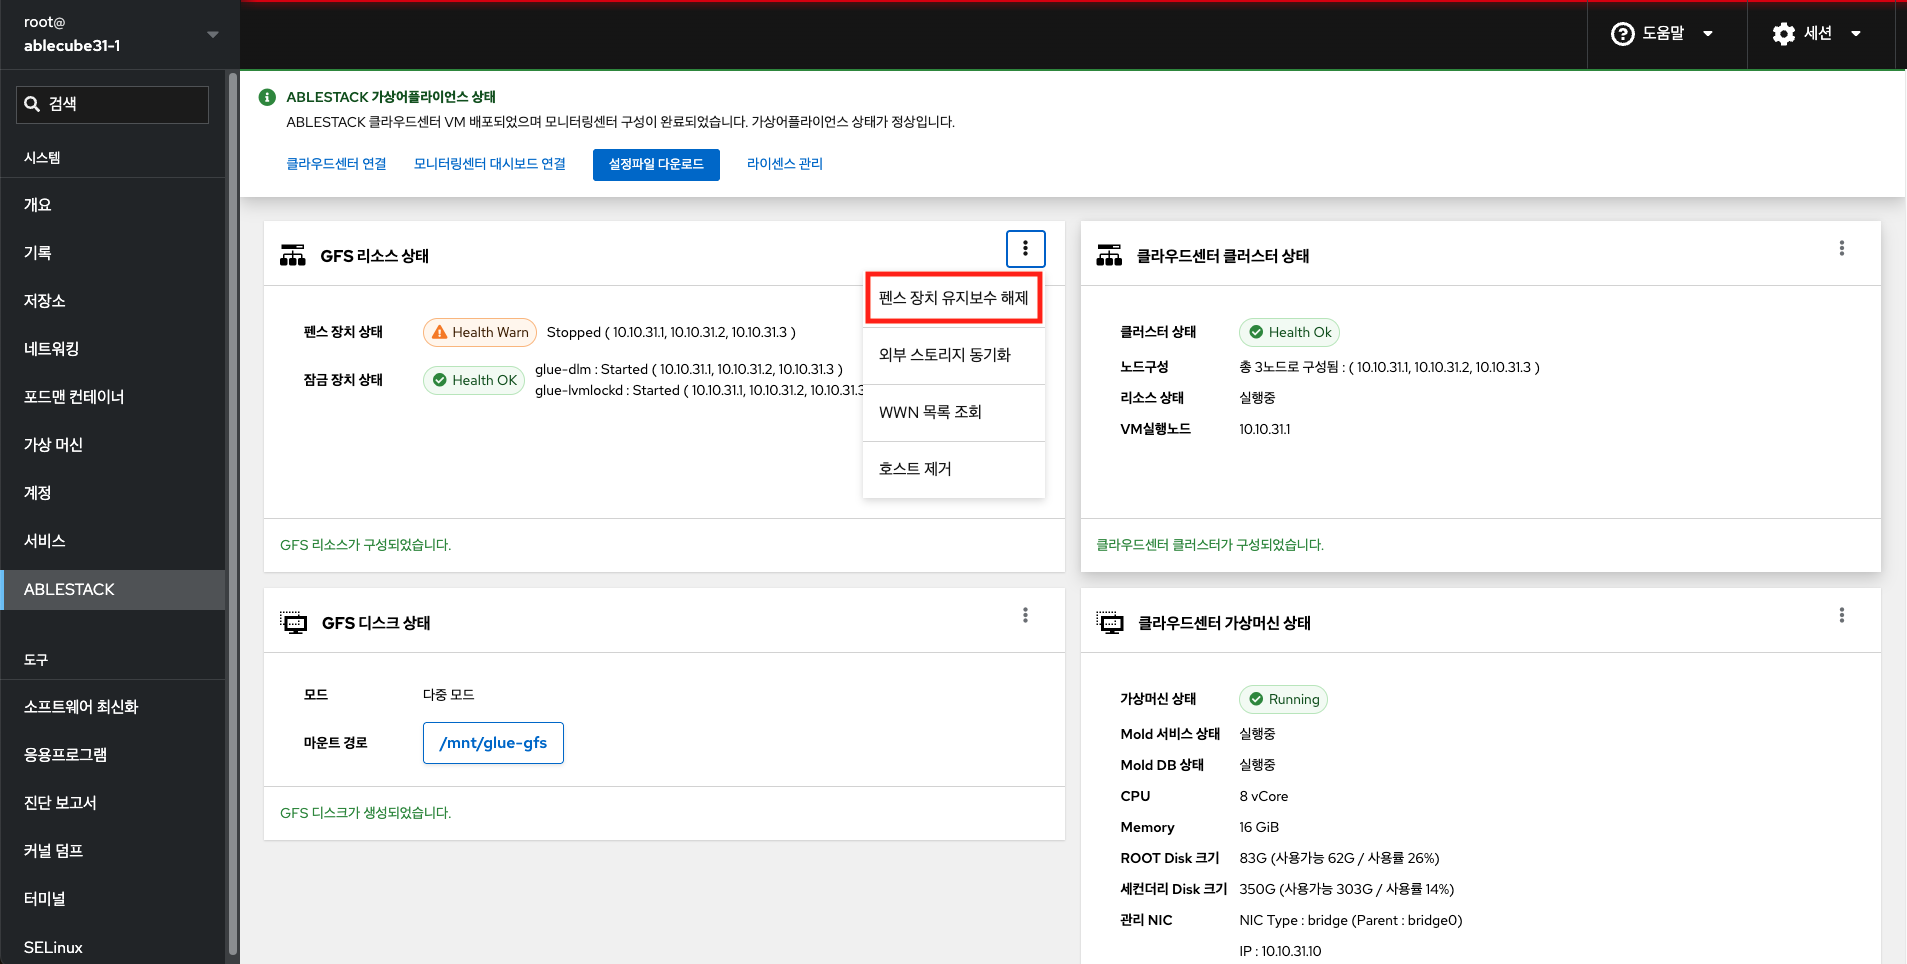 root@
ablecube31-1
도움말
세션
검색
시스템
개요
기록
저장소
네트워킹
포드맨 컨테이너
가상 머신
계정
서비스
ABLESTACK
도구
소프트웨어 최신화
응용프로그램
진단 보고서
커널 덤프
터미널
SELinux
ABLESTACK 가상어플라이언스 상태
ABLESTACK 클라우드센터 VM 배포되었으며 모니터링센터 구성이 완료되었습니다. 가상어플라이언스 상태가 정상입니다.
클라우드센터 연결 모니터링센터 대시보드 연결 설정파일 다운로드 라이센스 관리
GFS 리소스 상태
펜스 장치 상태 Health Warn Stopped ( 10.10.31.1, 10.10.31.2, 10.10.31.3 )
잠금 장치 상태 Health OK glue-dlm : Started ( 10.10.31.1, 10.10.31.2, 10.10.31.3 )
glue-lvmlockd : Started ( 10.10.31.1, 10.10.31.2, 10.10.31.3
펜스 장치 유지보수 해제
외부 스토리지 동기화
WWN 목록 조회
호스트 제거
GFS 리소스가 구성되었습니다.
클라우드센터 클러스터 상태
클러스터 상태 Health Ok
노드구성 총 3노드로 구성됨 : ( 10.10.31.1, 10.10.31.2, 10.10.31.3 )
리소스 상태 실행중
VM실행노드 10.10.31.1
클라우드센터 클러스터가 구성되었습니다.
GFS 디스크 상태
모드 다중 모드
마운트 경로 /mnt/glue-gfs
GFS 디스크가 생성되었습니다.
클라우드센터 가상머신 상태
가상머신 상태 Running
Mold 서비스 상태 실행중
Mold DB 상태 실행중
CPU 8 vCore
Memory 16 GiB
ROOT Disk 크기 83G (사용가능 62G / 사용률 26%)
세컨더리 Disk 크기 350G (사용가능 303G / 사용률 14%)
관리 NIC NIC Type : bridge (Parent : bridge0)
IP : 10.10.31.10